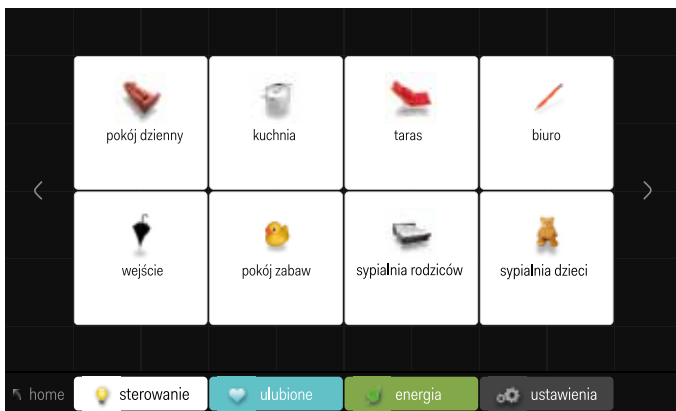 pokój dzienny
kuchnia
taras
biuro
wejście
pokój zabaw
sypialnia rodziców
sypialnia dzieci
home
sterowanie
ulubione
energia
ustawienia